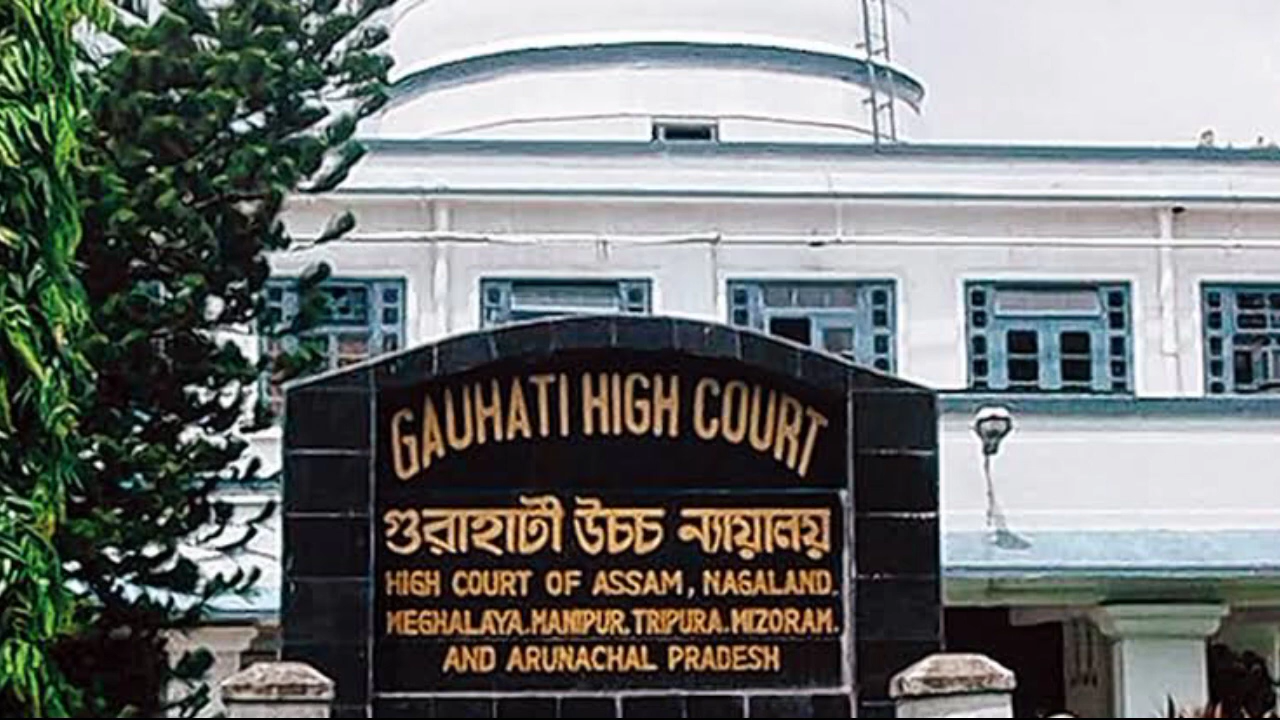 GAUHATI HIGH COURT
গুৱাহাটী উচ্চ ন্যায়ালয়
HIGH COURT OF ASSAM, NAGALAND.
MEGHALAYA. MANIPUR. TRIPURA. MIZORAM.
AND ARUNACHAL PRADESH